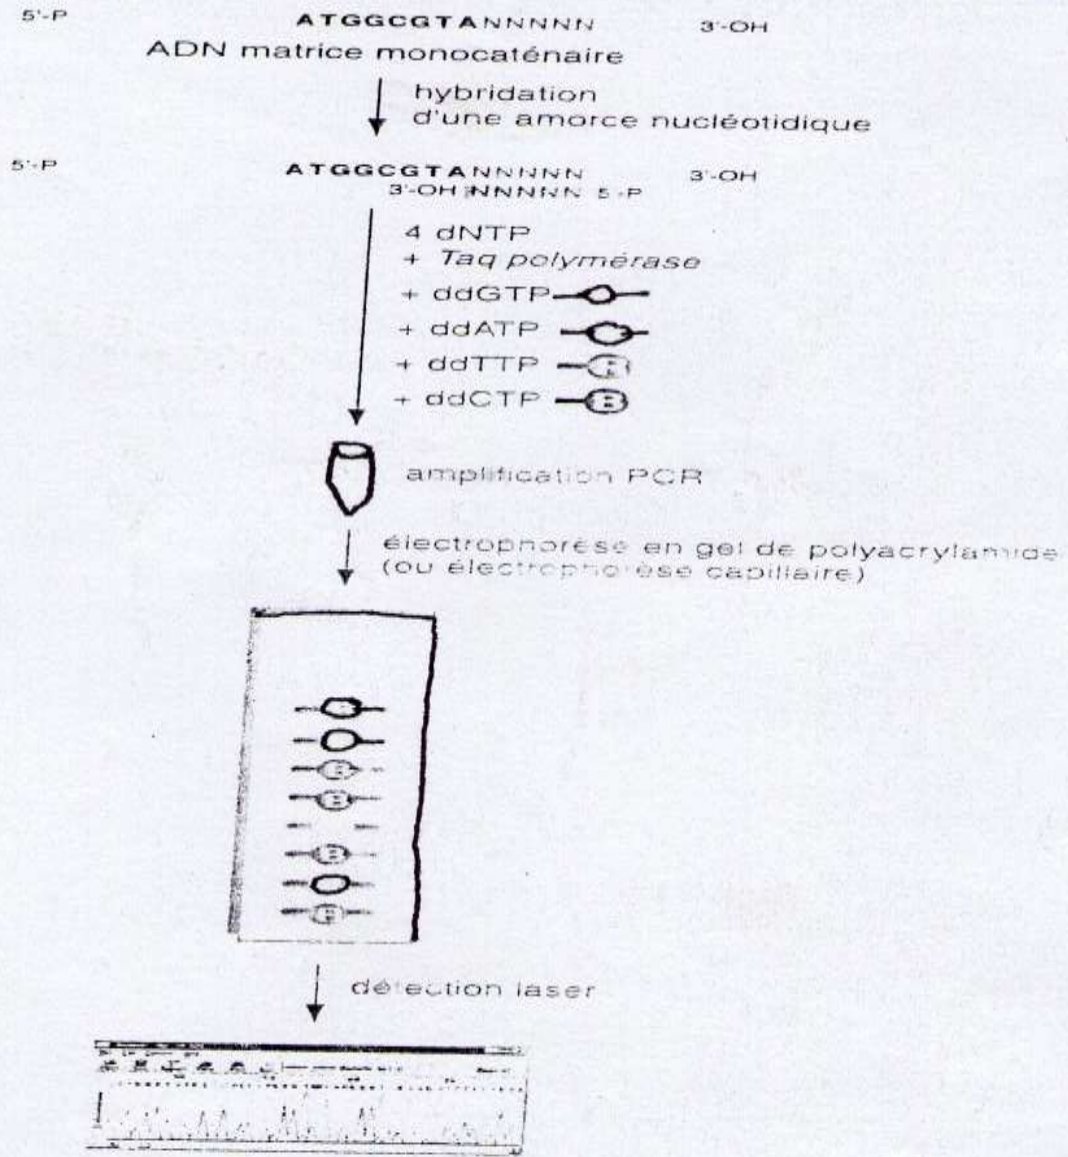 5'-P ATGGCGTANNNNN 3'-OH
ADN matrice monocaténaire
hybridation
d'une amorce nucléotidique
5'-P ATGGCGTANNNNN 3'-OH
3'-OH NNNNN 5'-P
4 dNTP
+ Taq polymérase
+ ddGTP
+ ddATP
+ ddTTP
+ ddCTP
amplification PCR
électrophorèse en gel de polyacrylamide
(ou électrophorèse capillaire)
détection laser